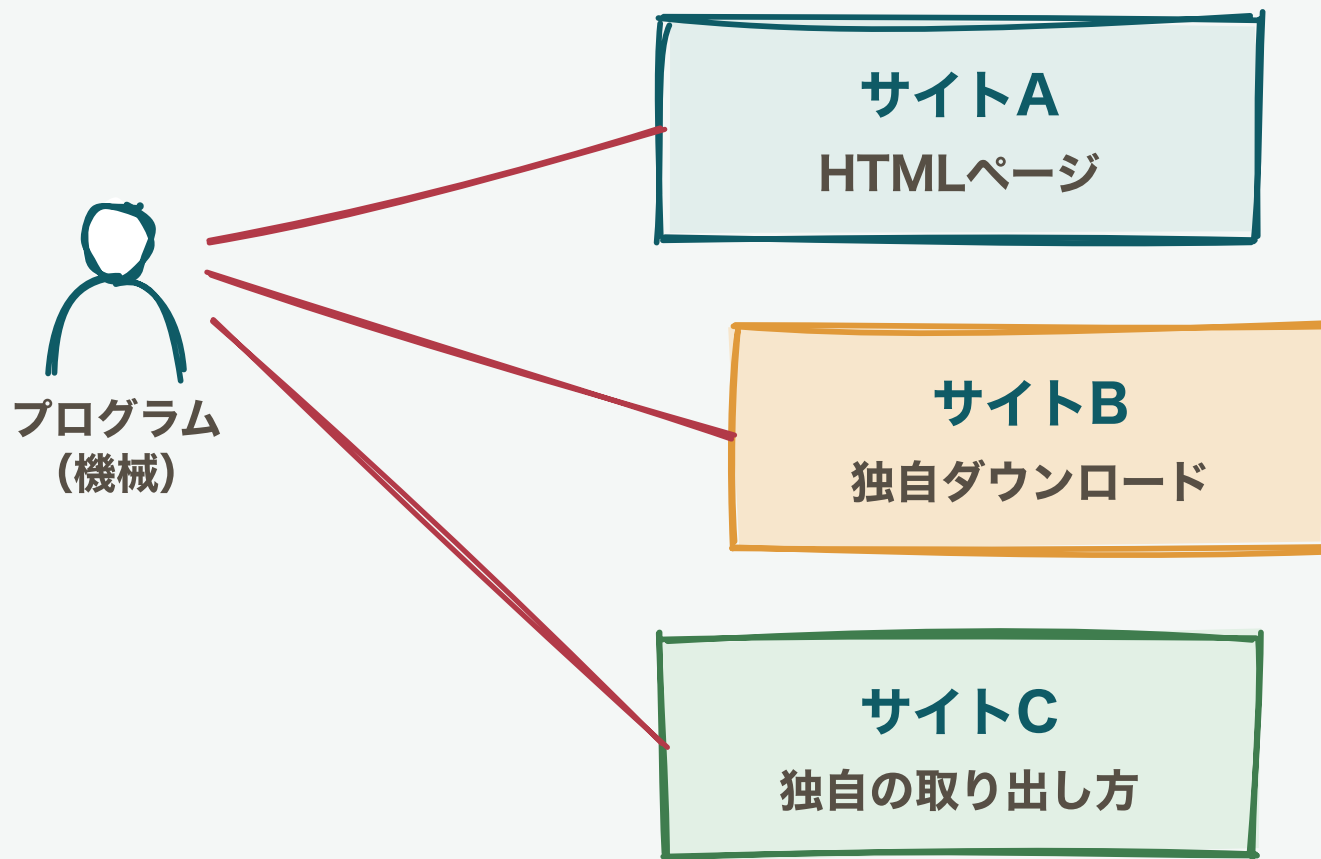 サイトA
HTMLページ
プログラム
（機械）
サイトB
独自ダウンロード
サイトC
独自の取り出し方